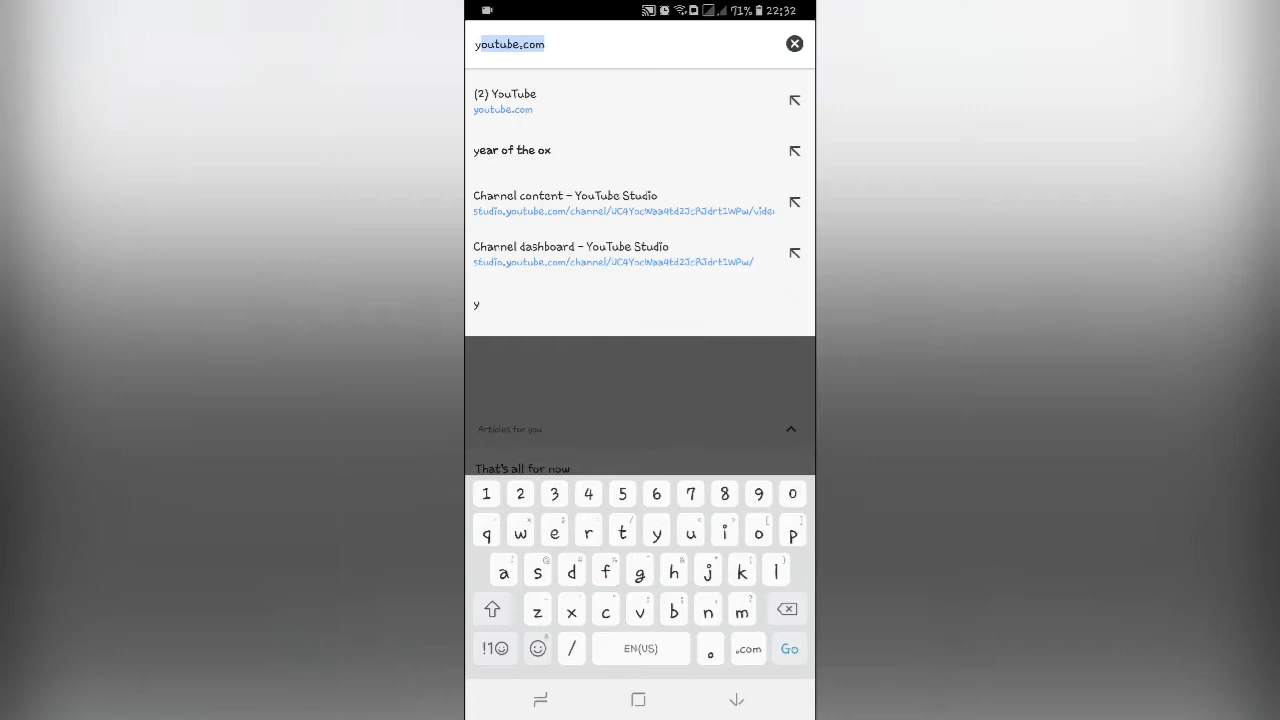 71% 22:32
youtube.com
(2) YouTube
youtube.com
year of the ox
Channel content – YouTube Studio
Channel dashboard – YouTube Studio
y
Articles for you
That's all for now
1 2 3 4 5 6 7 8 9 0
q w e r t y u i o p
a s d f g h j k l
z x c v b n m
!1☺ / EN(US) . .com Go